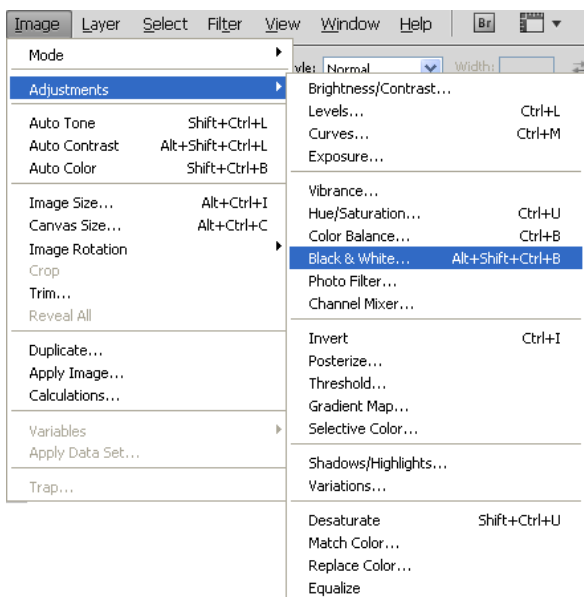 Image Layer Select Filter View Window Help Br
Mode
yle: Normal Width:
Adjustments
Auto Tone Shift+Ctrl+L
Auto Contrast Alt+Shift+Ctrl+L
Auto Color Shift+Ctrl+B
Image Size... Alt+Ctrl+I
Canvas Size... Alt+Ctrl+C
Image Rotation
Crop
Trim...
Reveal All
Duplicate...
Apply Image...
Calculations...
Variables
Apply Data Set...
Trap...
Brightness/Contrast...
Levels... Ctrl+L
Curves... Ctrl+M
Exposure...
Vibrance...
Hue/Saturation... Ctrl+U
Color Balance... Ctrl+B
Black & White... Alt+Shift+Ctrl+B
Photo Filter...
Channel Mixer...
Invert Ctrl+I
Posterize...
Threshold...
Gradient Map...
Selective Color...
Shadows/Highlights...
Variations...
Desaturate Shift+Ctrl+U
Match Color...
Replace Color...
Equalize